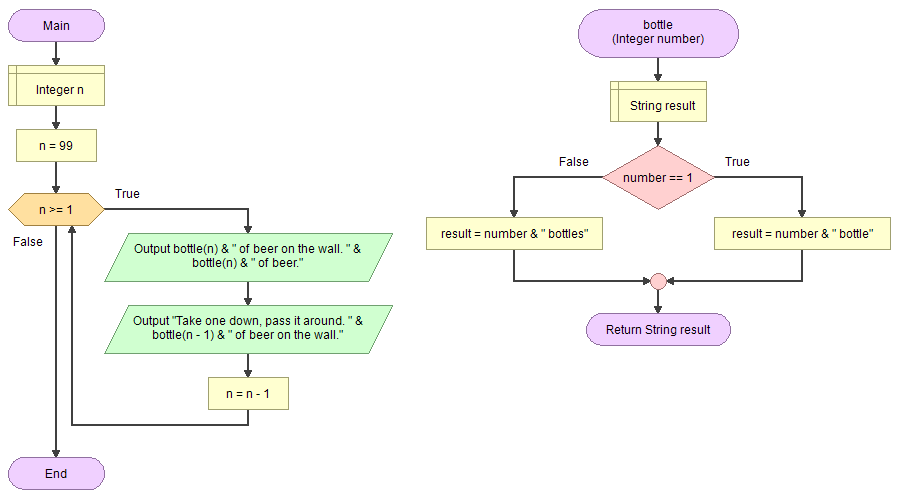 Main
Integer n
n = 99
n >= 1
True
False
Output bottle(n) & " of beer on the wall. " &
bottle(n) & " of beer."
Output "Take one down, pass it around. " &
bottle(n - 1) & " of beer on the wall."
n = n - 1
End
bottle
(Integer number)
String result
number == 1
False
True
result = number & " bottles"
result = number & " bottle"
Return String result